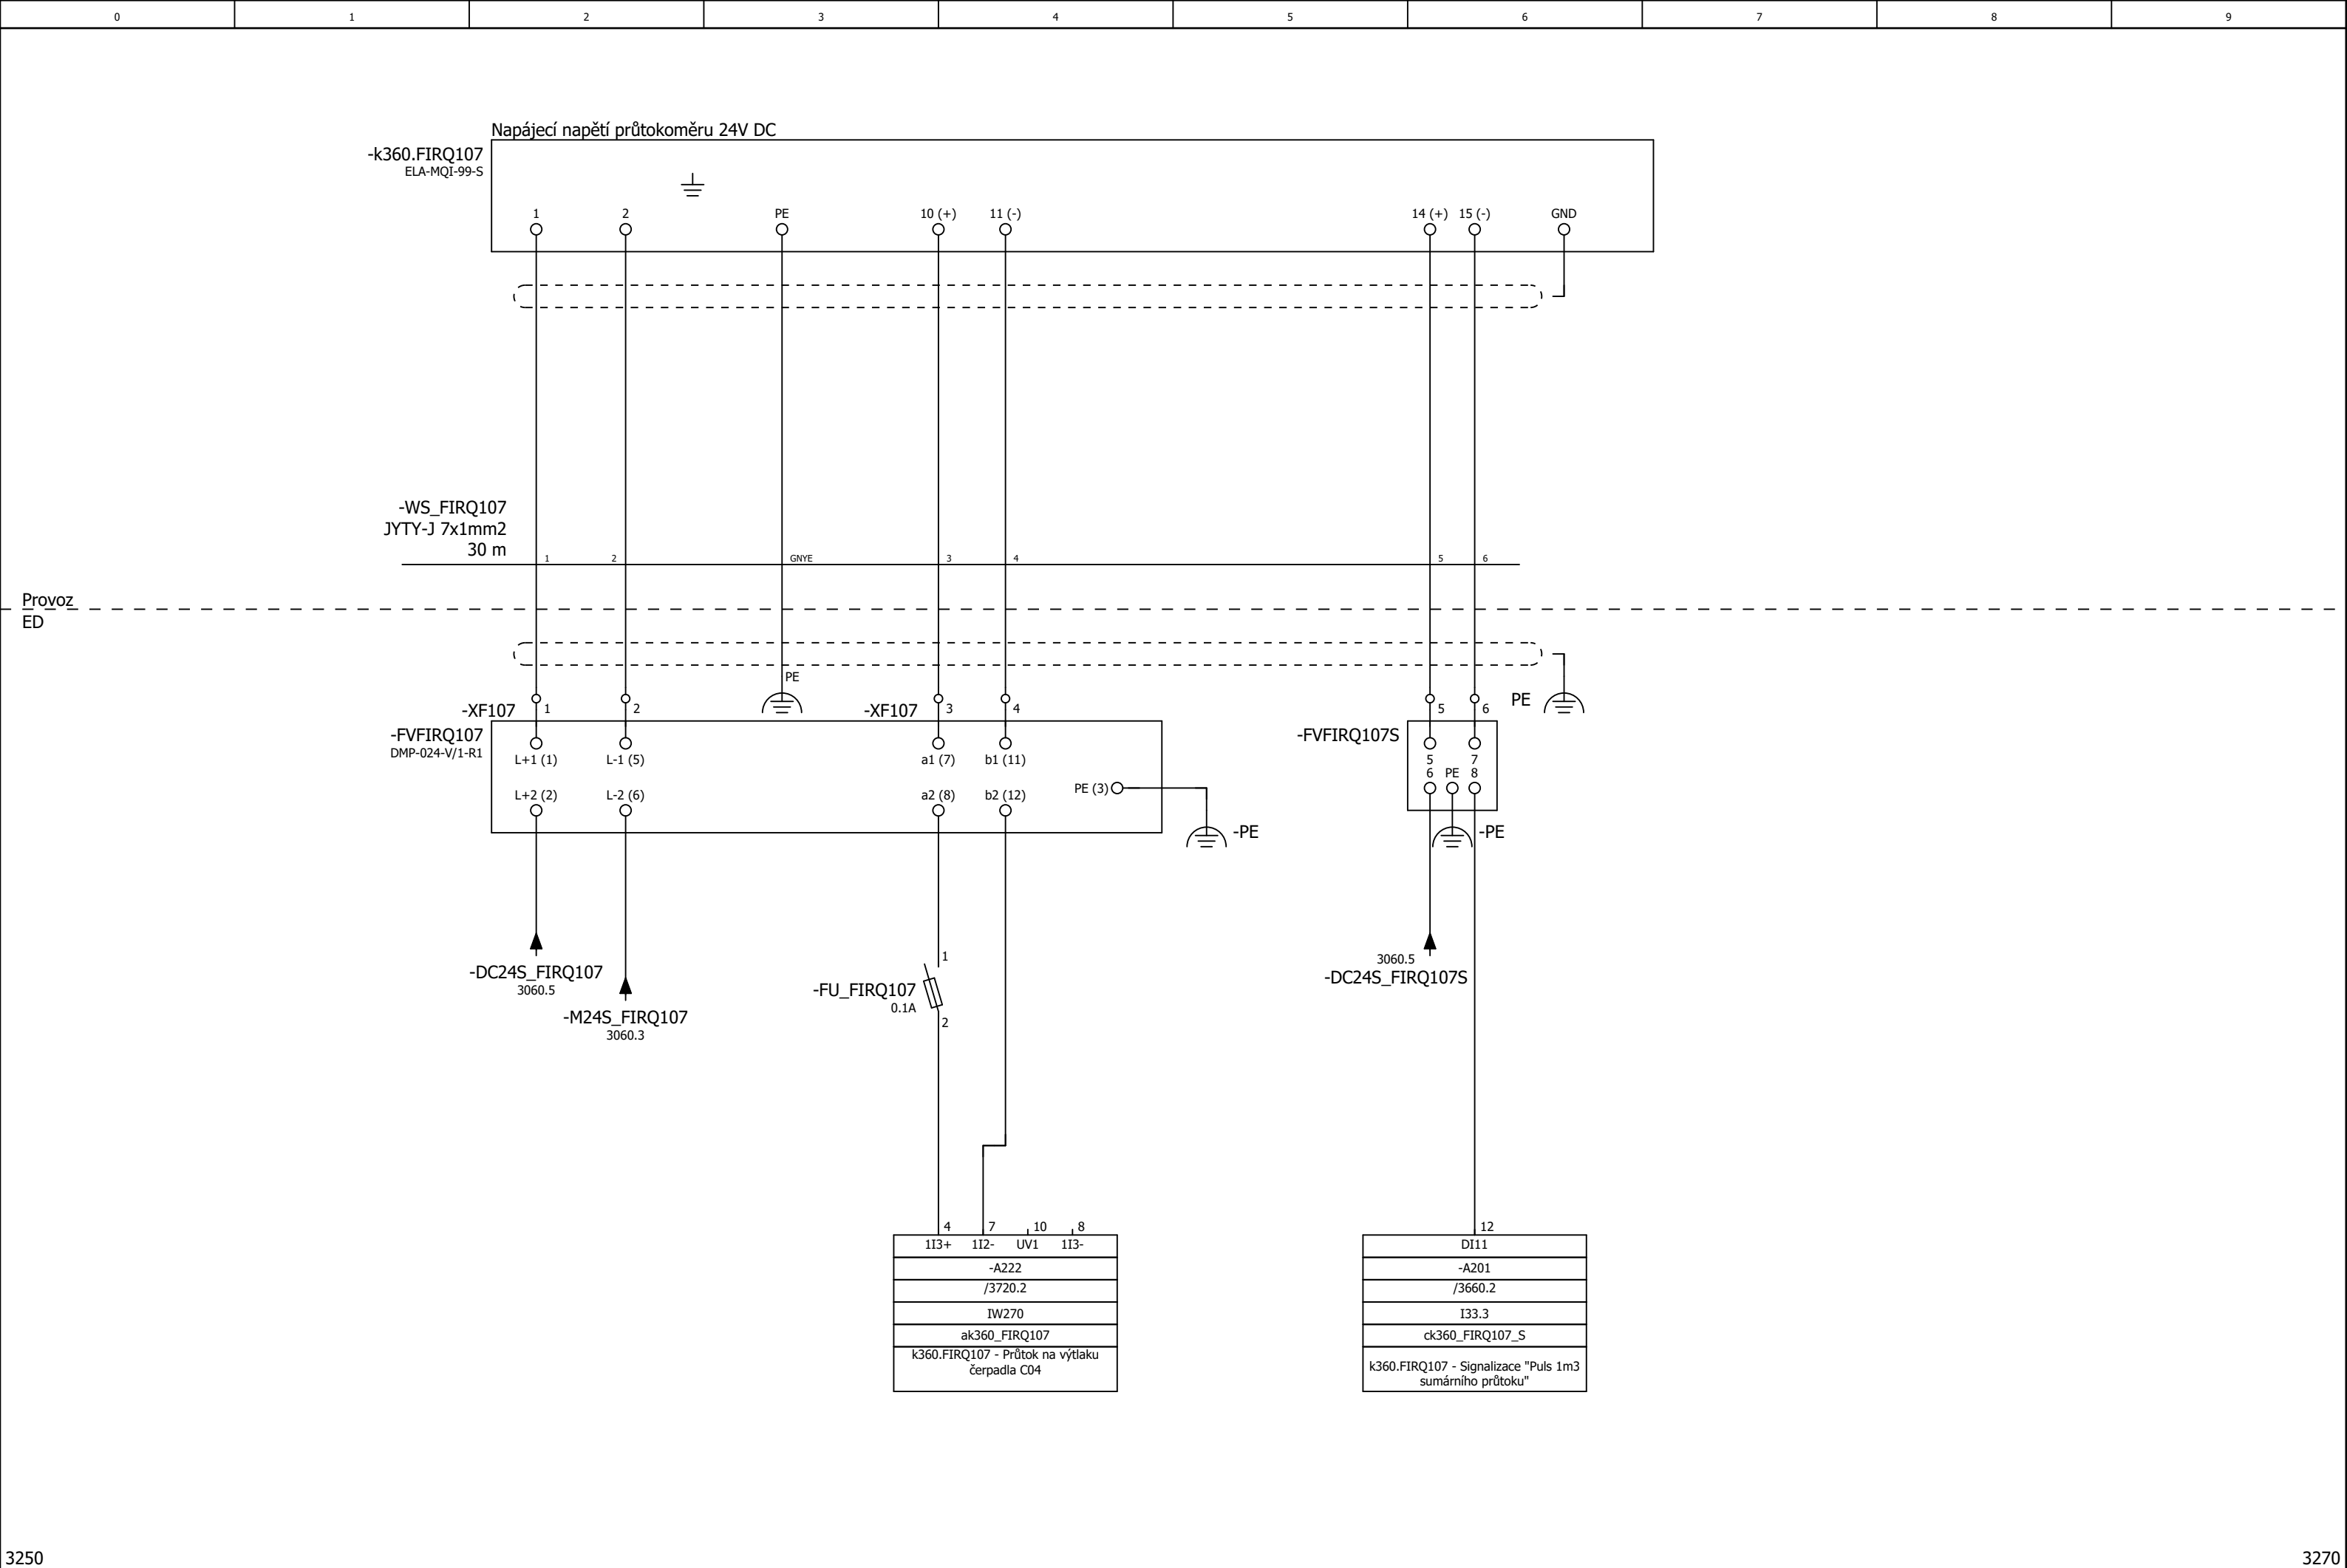 0 1 2 3 4 5 6 7 8 9
Napájecí napětí průtokoměru 24V DC
-k360.FIRQ107
ELA-MQI-99-S
1 2 PE 10 (+) 11 (-) 14 (+) 15 (-) GND
-WS_FIRQ107
JYTY-J 7x1mm2
30 m
1 2 GNYE 3 4 5 6
Provoz
ED
PE
-XF107 1 2 -XF107 3 4 5 6 PE
-FVFIRQ107
DMP-024-V/1-R1
-FVFIRQ107S
L+1 (1) L-1 (5) a1 (7) b1 (11) 5 7
6 PE 8
PE (3)
L+2 (2) L-2 (6) a2 (8) b2 (12)
-PE -PE
1
-DC24S_FIRQ107
3060.5
3060.5
-DC24S_FIRQ107S
-FU_FIRQ107
0.1A
2
-M24S_FIRQ107
3060.3
4 7 10 8 12
1I3+ 1I2- UV1 1I3- DI11
-A222 -A201
/3720.2 /3660.2
IW270 I33.3
ak360_FIRQ107 ck360_FIRQ107_S
k360.FIRQ107 - Průtok na výtlaku
čerpadla C04
k360.FIRQ107 - Signalizace "Puls 1m3
sumárního průtoku"
3250 3270